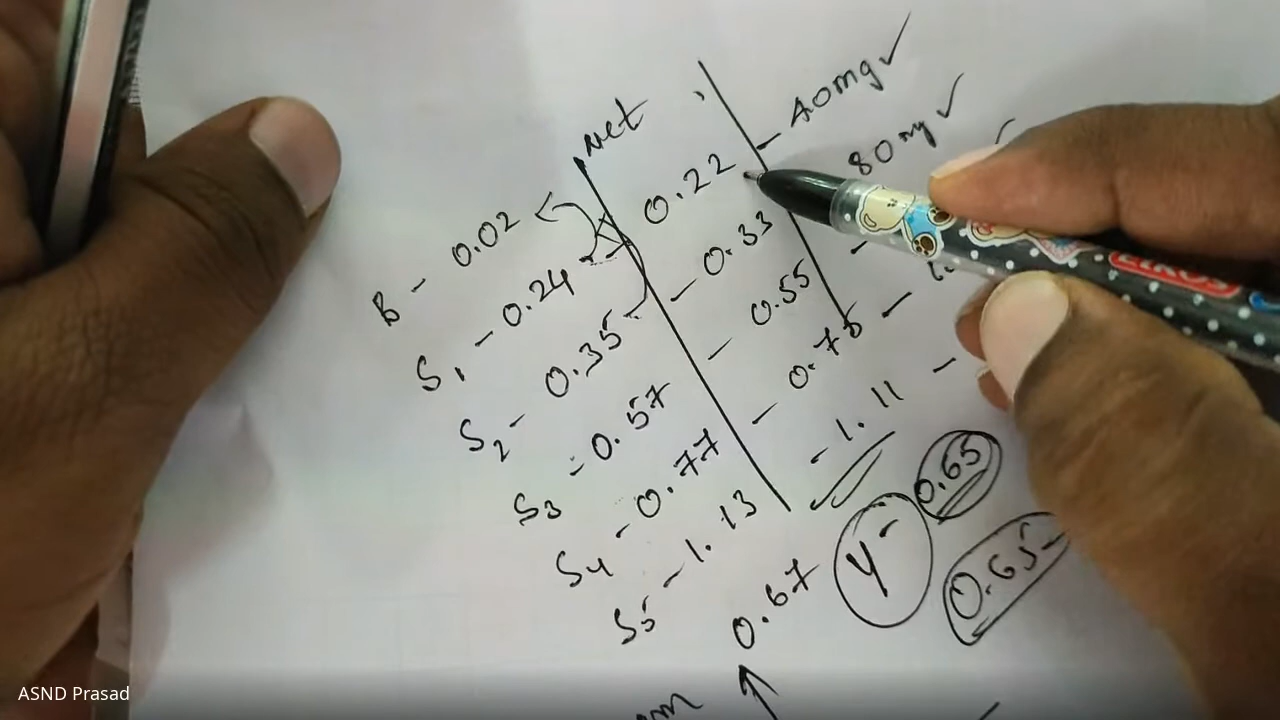 net
B - 0.02
S1 - 0.24 0.22 - 40mg ✓
S2 - 0.35 - 0.33 80mg ✓
S3 - 0.57 - 0.55 -
S4 - 0.77 - 0.75 -
S5 - 1.13 - 1.11 -
0.67 Y - 0.65
0.65
ASND Prasad